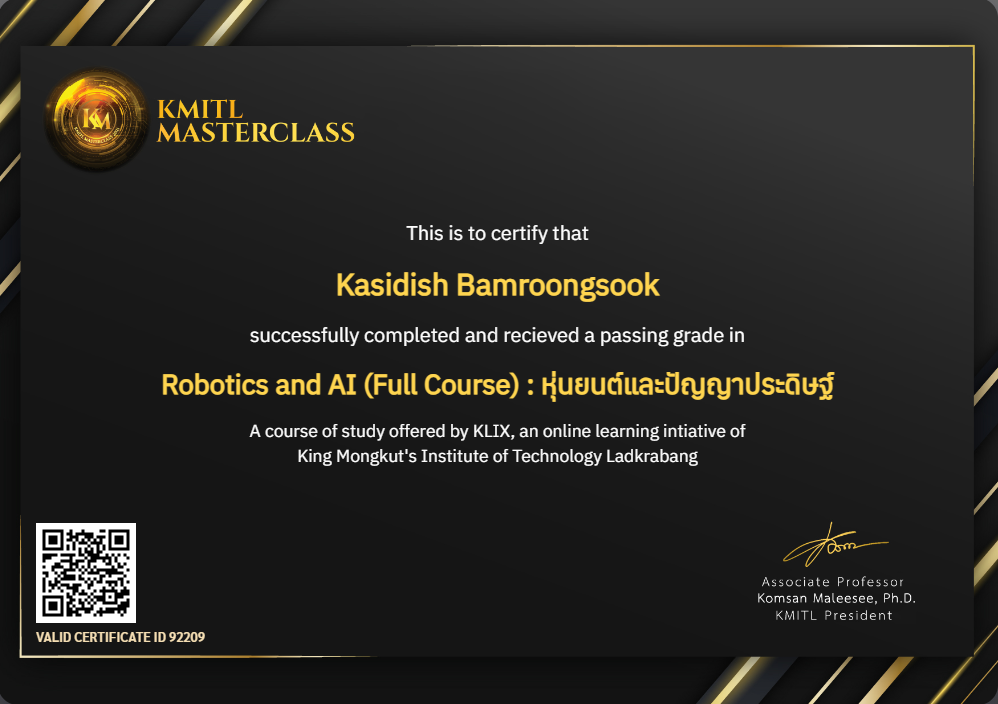 KM
KMITL
MASTERCLASS
This is to certify that
Kasidish Bamroongsook
successfully completed and recieved a passing grade in
Robotics and AI (Full Course) : หุ่นยนต์และปัญญาประดิษฐ์
A course of study offered by KLIX, an online learning intiative of
King Mongkut's Institute of Technology Ladkrabang
VALID CERTIFICATE ID 92209
Associate Professor
Komsan Maleesee, Ph.D.
KMITL President